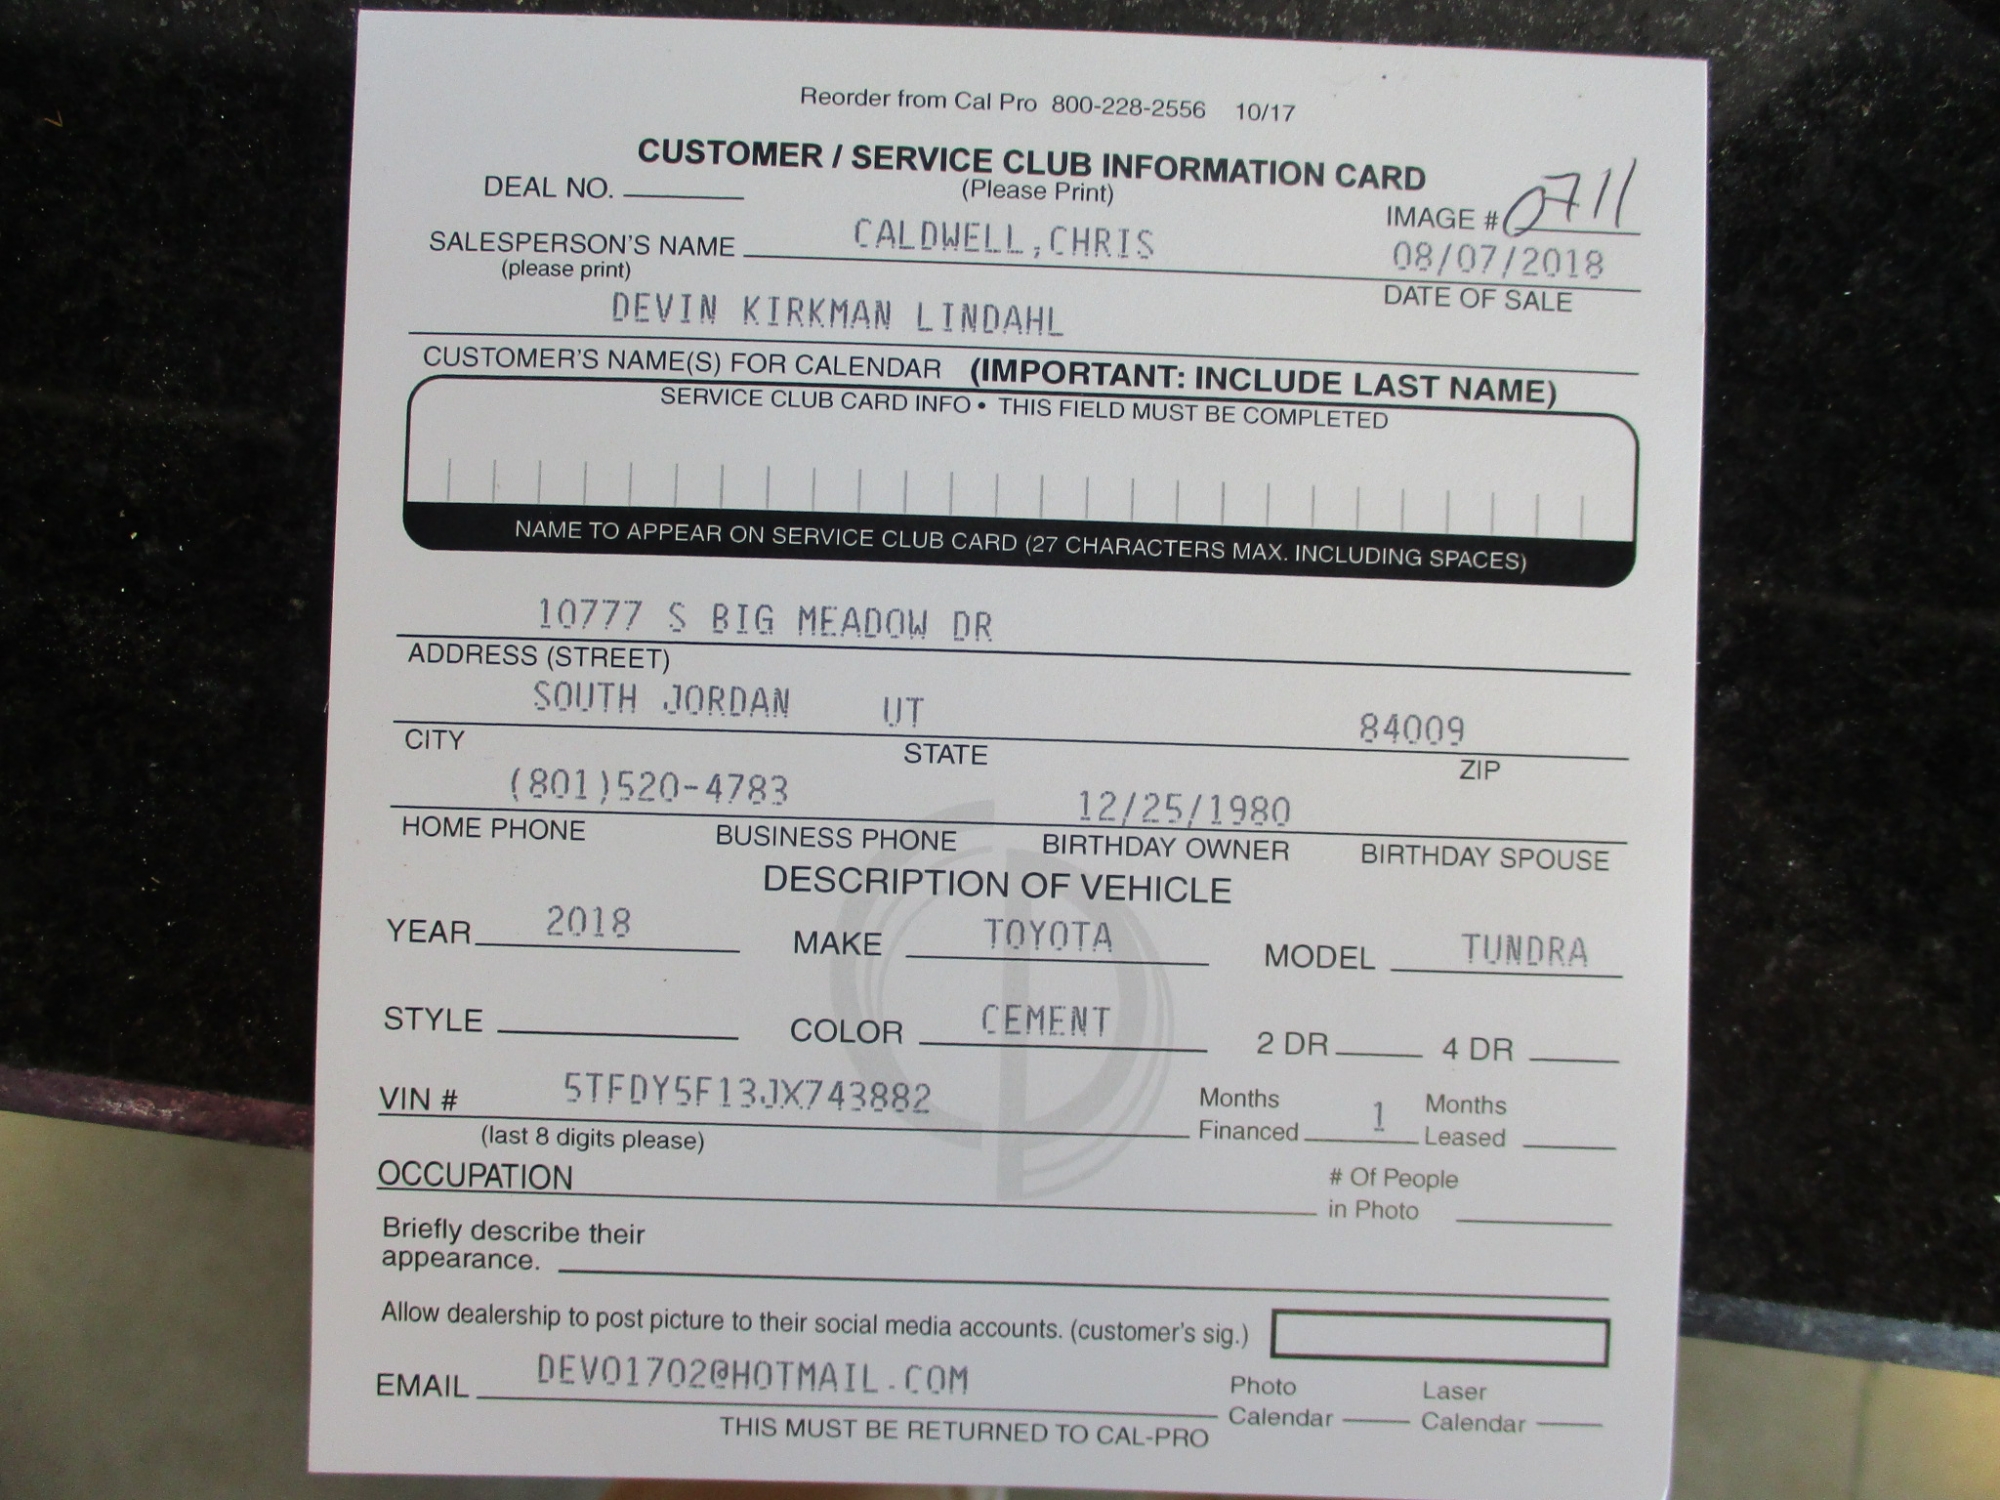 Reorder from Cal Pro 800-228-2556 10/17
CUSTOMER / SERVICE CLUB INFORMATION CARD
DEAL NO. (Please Print) IMAGE # 0711
SALESPERSON'S NAME CALDWELL,CHRIS 08/07/2018
(please print) DATE OF SALE
DEVIN KIRKMAN LINDAHL
CUSTOMER'S NAME(S) FOR CALENDAR (IMPORTANT: INCLUDE LAST NAME)
SERVICE CLUB CARD INFO • THIS FIELD MUST BE COMPLETED
NAME TO APPEAR ON SERVICE CLUB CARD (27 CHARACTERS MAX. INCLUDING SPACES)
10777 S BIG MEADOW DR
ADDRESS (STREET)
SOUTH JORDAN UT 84009
CITY STATE ZIP
(801)520-4783 12/25/1980
HOME PHONE BUSINESS PHONE BIRTHDAY OWNER BIRTHDAY SPOUSE
DESCRIPTION OF VEHICLE
YEAR 2018 MAKE TOYOTA MODEL TUNDRA
STYLE COLOR CEMENT 2 DR 4 DR
VIN # 5TFDY5F13JX743882 Months Financed 1 Months Leased
(last 8 digits please)
OCCUPATION # Of People in Photo
Briefly describe their
appearance.
Allow dealership to post picture to their social media accounts. (customer's sig.)
EMAIL DEVO1702@HOTMAIL.COM Photo Calendar Laser Calendar
THIS MUST BE RETURNED TO CAL-PRO